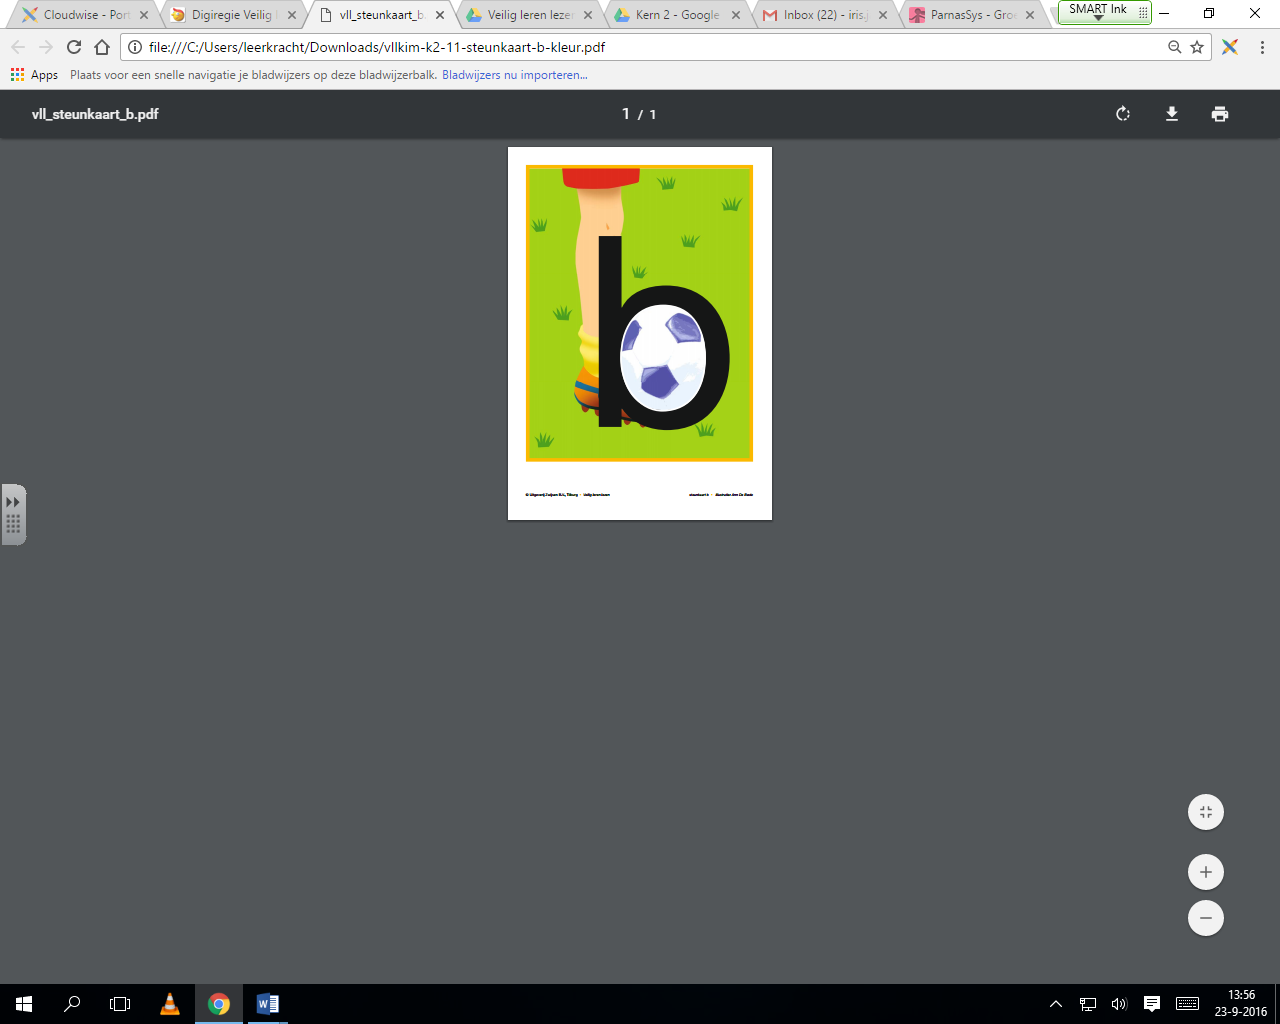 Cloudwise - Port
Digiregie Veilig
vll_steunkaart_b.
Veilig leren leze
Kern 2 - Google
Inbox (22) - iris.j
ParnasSys - Gro
SMART Ink
file:///C:/Users/leerkracht/Downloads/vllkim-k2-11-steunkaart-b-kleur.pdf
Apps
Plaats voor een snelle navigatie je bladwijzers op deze bladwijzerbalk. Bladwijzers nu importeren...
vll_steunkaart_b.pdf
1 / 1
b
13:56
23-9-2016